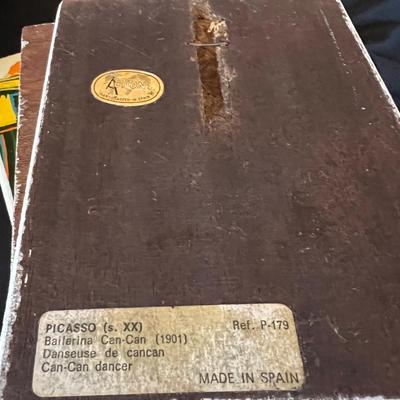 PICASSO (s. XX) Ref. P-179
Bailerina Can-Can (1901)
Danseuse de cancan
Can-Can dancer
MADE IN SPAIN